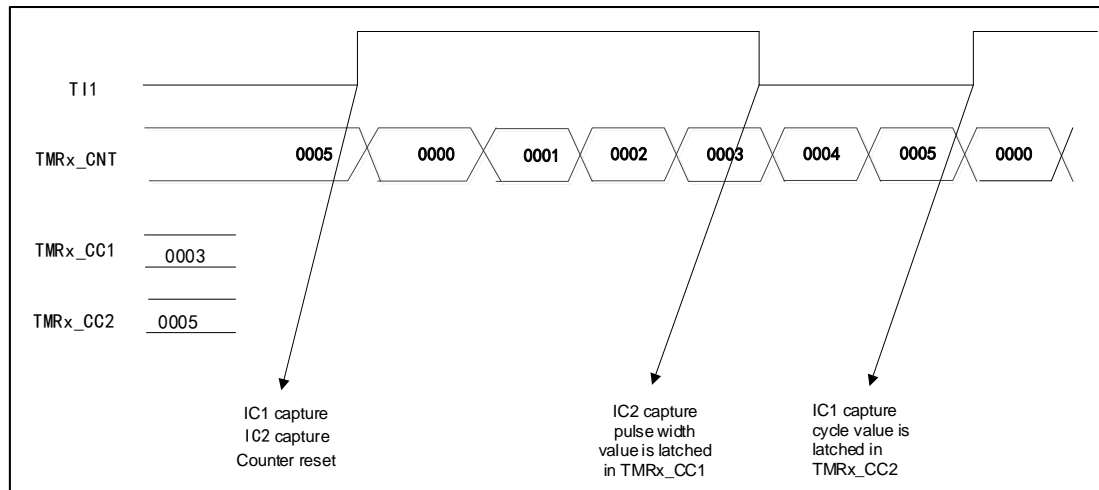 TI1
TMRx_CNT
0005
0000
0001
0002
0003
0004
0005
0000
TMRx_CC1
0003
TMRx_CC2
0005
IC1 capture
IC2 capture
Counter reset
IC2 capture
pulse width
value is latched
in TMRx_CC1
IC1 capture
cycle value is
latched in
TMRx_CC2